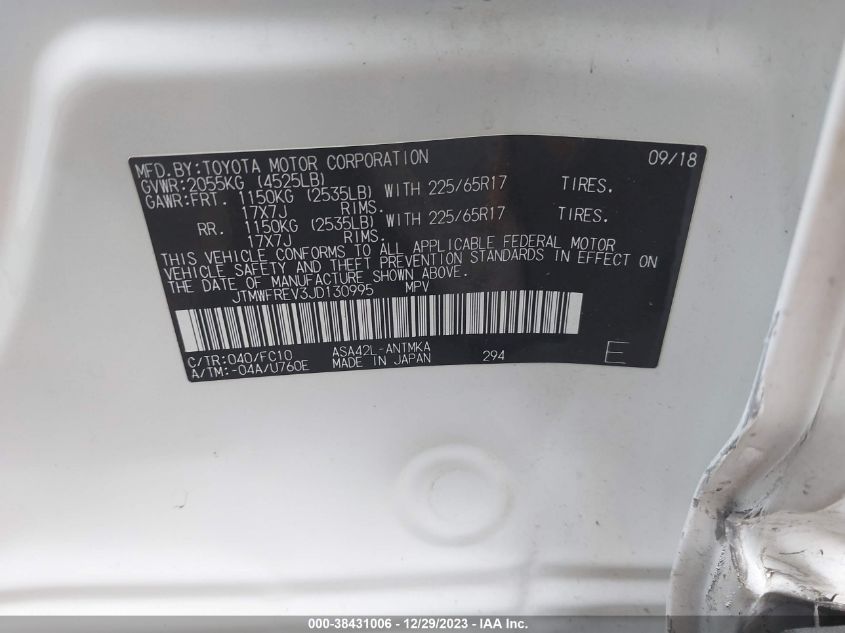 MFD.BY:TOYOTA MOTOR CORPORATION 09/18
GVWR:2055KG (4525LB)
GAWR:FRT. 1150KG (2535LB) WITH 225/65R17 TIRES.
17X7J RIMS.
RR. 1150KG (2535LB) WITH 225/65R17 TIRES.
17X7J RIMS.
THIS VEHICLE CONFORMS TO ALL APPLICABLE FEDERAL MOTOR
VEHICLE SAFETY AND THEFT PREVENTION STANDARDS IN EFFECT ON
THE DATE OF MANUFACTURE SHOWN ABOVE.
JTMWFREV3JD130995 MPV
C/TR:040/FC10 ASA42L-ANTMKA
A/TM:-04A/U760E MADE IN JAPAN 294 E
000-38431006 - 12/29/2023 - IAA Inc.